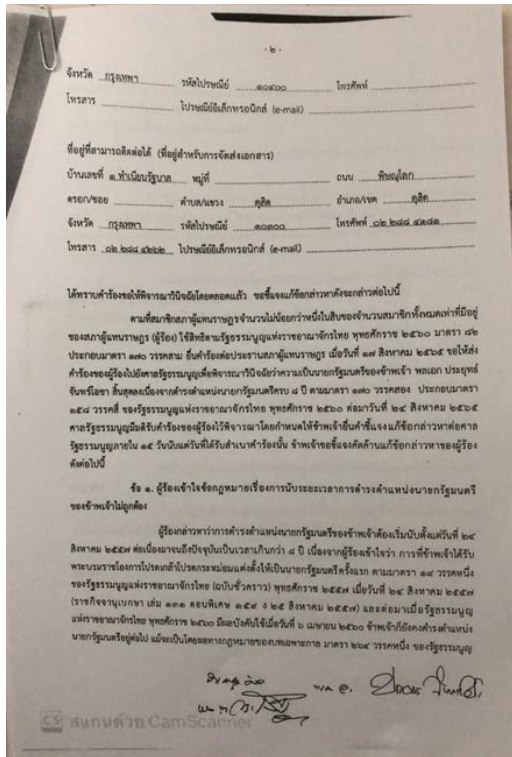 - ๒ -
จังหวัด กรุงเทพฯ รหัสไปรษณีย์ ๑๐๔๐๐ โทรศัพท์
โทรสาร ไปรษณีย์อิเล็กทรอนิกส์ (e-mail)
ที่อยู่ที่สามารถติดต่อได้ (ที่อยู่สำหรับการจัดส่งเอกสาร)
บ้านเลขที่ ๑ ทำเนียบรัฐบาล หมู่ที่ ถนน พิษณุโลก
ตรอก/ซอย ตำบล/แขวง ดุสิต อำเภอ/เขต ดุสิต
จังหวัด กรุงเทพฯ รหัสไปรษณีย์ ๑๐๓๐๐ โทรศัพท์
โทรสาร ไปรษณีย์อิเล็กทรอนิกส์ (e-mail)
ได้ทราบคำร้องขอให้พิจารณาวินิจฉัยโดยตลอดแล้ว ขอชี้แจงแก้ข้อกล่าวหาดังจะกล่าวต่อไปนี้
ตามที่สมาชิกสภาผู้แทนราษฎรจำนวนไม่น้อยกว่าหนึ่งในสิบของจำนวนสมาชิกทั้งหมดเท่าที่มีอยู่
ของสภาผู้แทนราษฎร (ผู้ร้อง) ใช้สิทธิตามรัฐธรรมนูญแห่งราชอาณาจักรไทย พุทธศักราช ๒๕๖๐ มาตรา ๘๒
ประกอบมาตรา ๑๗๐ วรรคสาม ยื่นคำร้องต่อประธานสภาผู้แทนราษฎร เมื่อวันที่ ๑๗ สิงหาคม ๒๕๖๕ ขอให้ส่ง
คำร้องของผู้ร้องไปยังศาลรัฐธรรมนูญเพื่อพิจารณาวินิจฉัยว่าความเป็นนายกรัฐมนตรีของข้าพเจ้า พลเอก ประยุทธ์
จันทร์โอชา สิ้นสุดลงเนื่องจากดำรงตำแหน่งนายกรัฐมนตรีครบ ๘ ปี ตามมาตรา ๑๗๐ วรรคสอง ประกอบมาตรา
๑๕๘ วรรคสี่ ของรัฐธรรมนูญแห่งราชอาณาจักรไทย พุทธศักราช ๒๕๖๐ ต่อมาวันที่ ๒๔ สิงหาคม ๒๕๖๕
ศาลรัฐธรรมนูญมีมติรับคำร้องของผู้ร้องไว้พิจารณาโดยกำหนดให้ข้าพเจ้ายื่นคำชี้แจงแก้ข้อกล่าวหาต่อศาล
รัฐธรรมนูญภายใน ๑๕ วันนับแต่วันที่ได้รับสำเนาคำร้องนั้น ข้าพเจ้าขอชี้แจงคัดค้านแก้ข้อกล่าวหาของผู้ร้อง
ดังต่อไปนี้
ข้อ ๑. ผู้ร้องเข้าใจข้อกฎหมายเรื่องการนับระยะเวลาการดำรงตำแหน่งนายกรัฐมนตรี
ของข้าพเจ้าไม่ถูกต้อง
ผู้ร้องกล่าวหาว่าการดำรงตำแหน่งนายกรัฐมนตรีของข้าพเจ้าต้องเริ่มนับตั้งแต่วันที่ ๒๔
สิงหาคม ๒๕๕๗ ต่อเนื่องมาจนถึงปัจจุบันเป็นเวลาเกินกว่า ๘ ปี เนื่องจากผู้ร้องเข้าใจว่า การที่ข้าพเจ้าได้รับ
พระบรมราชโองการโปรดเกล้าโปรดกระหม่อมแต่งตั้งให้เป็นนายกรัฐมนตรีครั้งแรก ตามมาตรา ๑๙ วรรคหนึ่ง
ของรัฐธรรมนูญแห่งราชอาณาจักรไทย (ฉบับชั่วคราว) พุทธศักราช ๒๕๕๗ เมื่อวันที่ ๒๔ สิงหาคม ๒๕๕๗
(ราชกิจจานุเบกษา เล่ม ๑๓๑ ตอนพิเศษ ๑๕๙ ง ๒๕ สิงหาคม ๒๕๕๗) และต่อมาเมื่อรัฐธรรมนูญ
แห่งราชอาณาจักรไทย พุทธศักราช ๒๕๖๐ มีผลบังคับใช้เมื่อวันที่ ๖ เมษายน ๒๕๖๐ ข้าพเจ้าก็ยังคงดำรงตำแหน่ง
นายกรัฐมนตรีอยู่ต่อไป แม้จะเป็นโดยผลทางกฎหมายของบทเฉพาะกาล มาตรา ๒๖๔ วรรคหนึ่ง ของรัฐธรรมนูญ
พล อ.
CS สแกนด้วย CamScanner